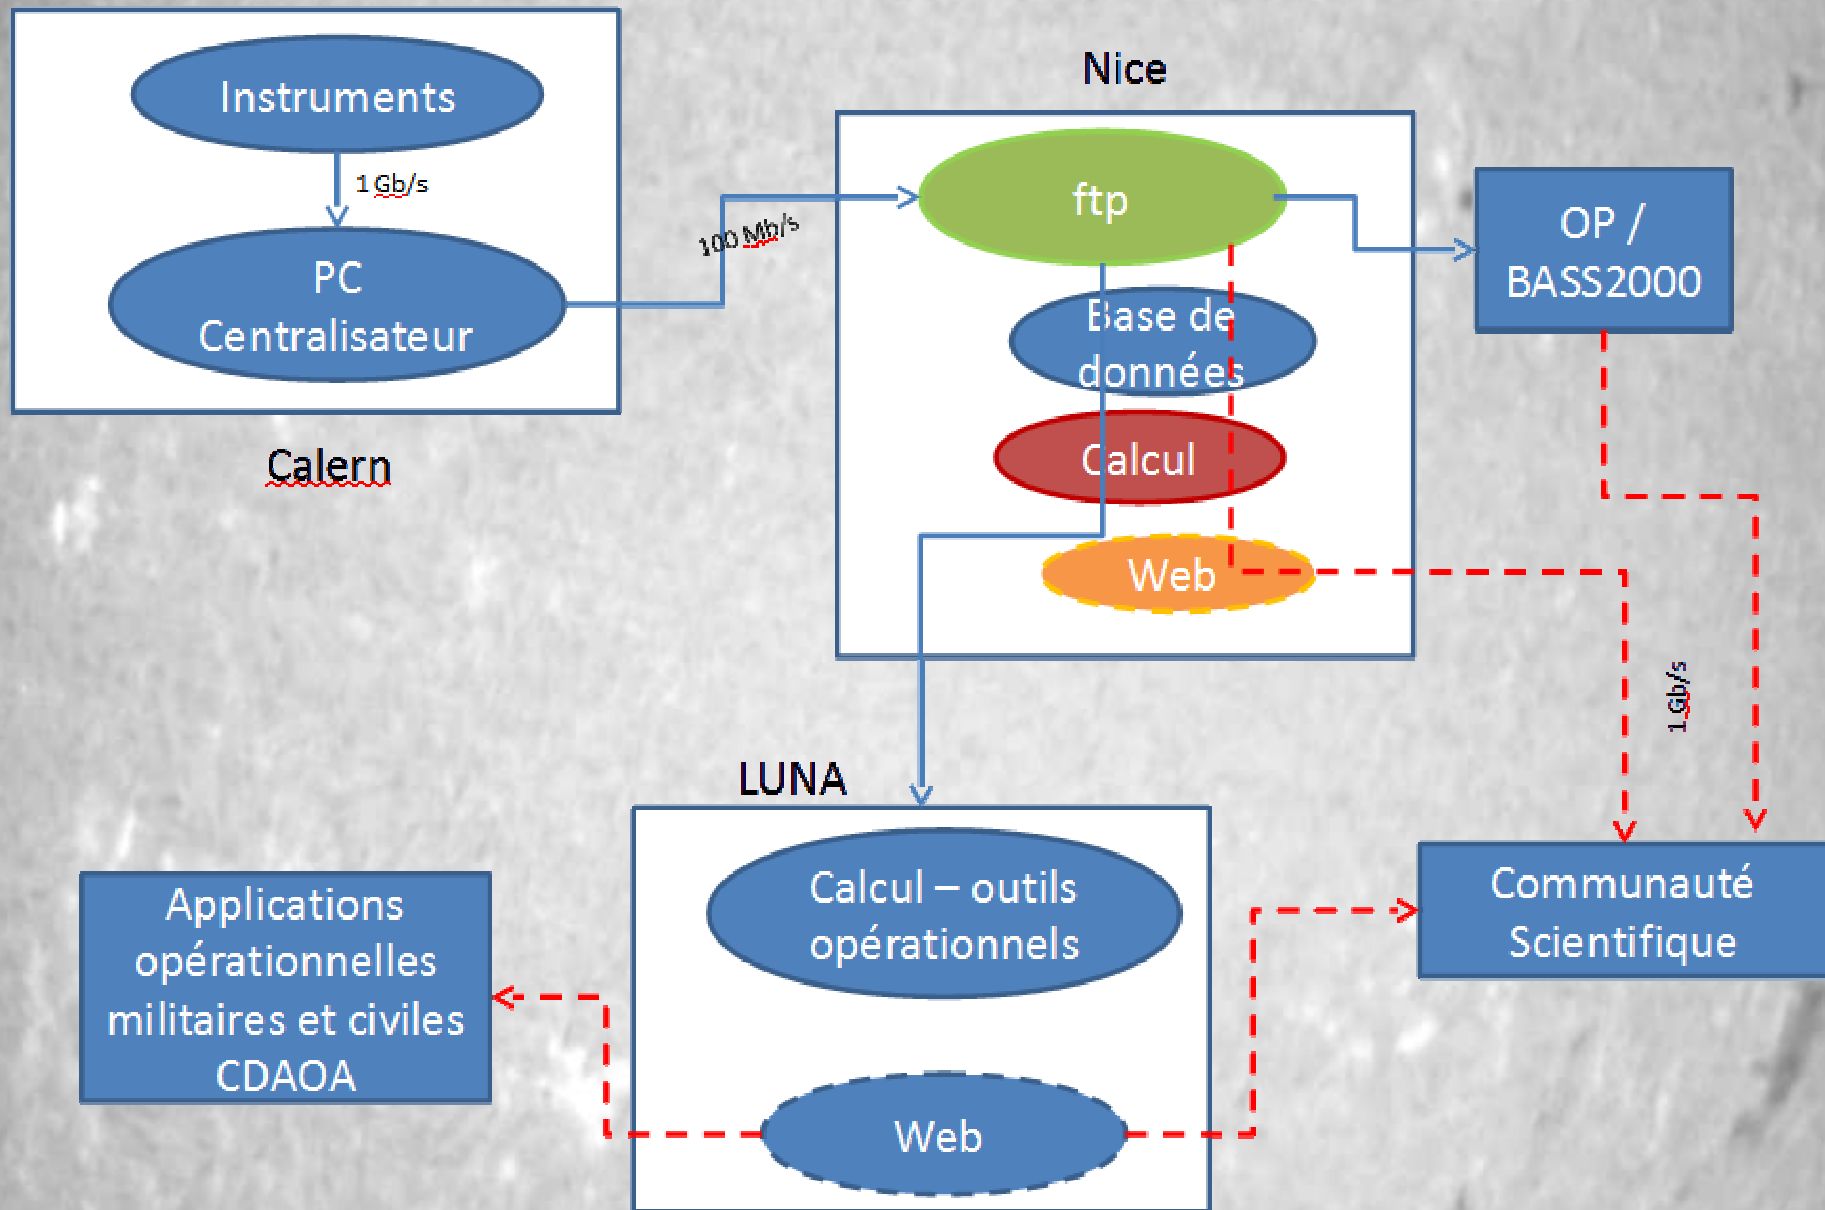 Instruments
1 Gb/s
PC
Centralisateur
Calern
100 Mb/s
Nice
ftp
Base de
données
Calcul
Web
OP /
BASS2000
1 Gb/s
LUNA
Calcul – outils
opérationnels
Web
Applications
opérationnelles
militaires et civiles
CDAOA
Communauté
Scientifique